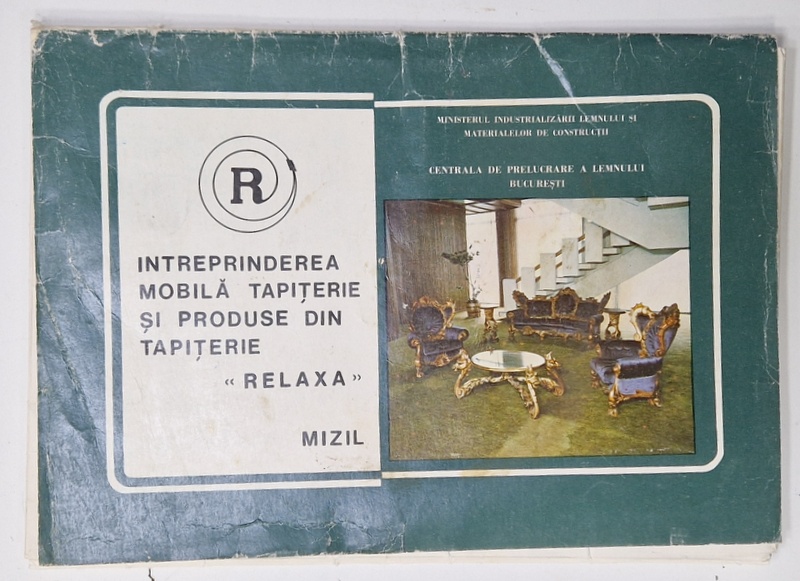 R
INTREPRINDEREA
MOBILĂ TAPIȚERIE
ȘI PRODUSE DIN
TAPIȚERIE
« RELAXA »
MIZIL
MINISTERUL INDUSTRIALIZĂRII LEMNULUI ȘI
MATERIALELOR DE CONSTRUCȚII
CENTRALA DE PRELUCRARE A LEMNULUI
BUCUREȘTI